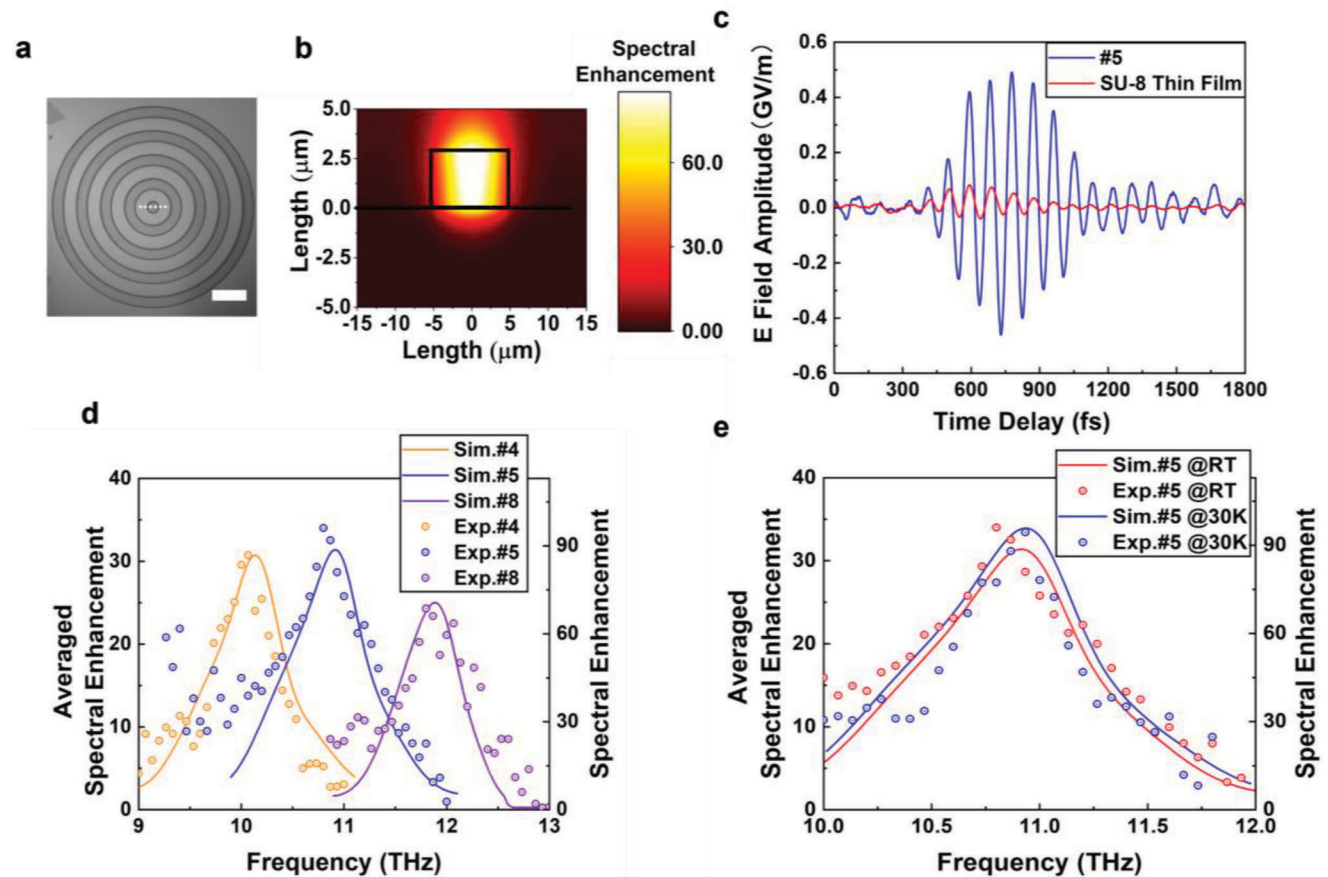 a
b
Spectral
Enhancement
5.0
2.5
0.0
-2.5
-5.0
Length (μm)
-15 -10 -5 0 5 10 15
Length (μm)
60.0
30.0
0.00
c
0.6
0.4
0.2
0.0
-0.2
-0.4
-0.6
E Field Amplitude (GV/m)
#5
SU-8 Thin Film
0 300 600 900 1200 1500 1800
Time Delay (fs)
d
Sim.#4
Sim.#5
Sim.#8
Exp.#4
Exp.#5
Exp.#8
40
30
20
10
0
Averaged
Spectral Enhancement
90
60
30
0
Spectral Enhancement
9 10 11 12 13
Frequency (THz)
e
Sim.#5 @RT
Exp.#5 @RT
Sim.#5 @30K
Exp.#5 @30K
40
30
20
10
0
Averaged
Spectral Enhancement
90
60
30
0
Spectral Enhancement
10.0 10.5 11.0 11.5 12.0
Frequency (THz)